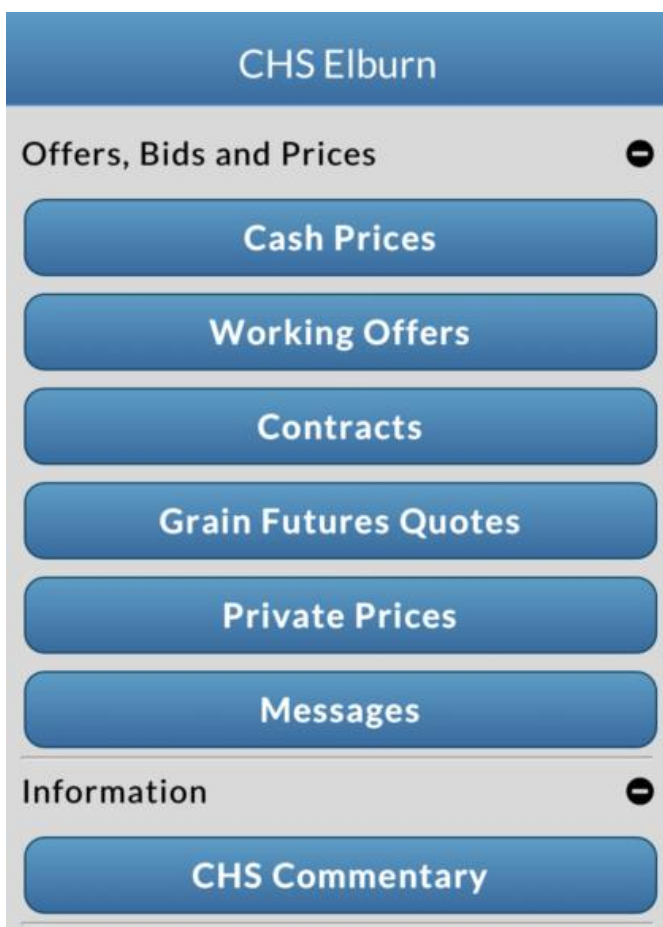 CHS Elburn
Offers, Bids and Prices
Cash Prices
Working Offers
Contracts
Grain Futures Quotes
Private Prices
Messages
Information
CHS Commentary